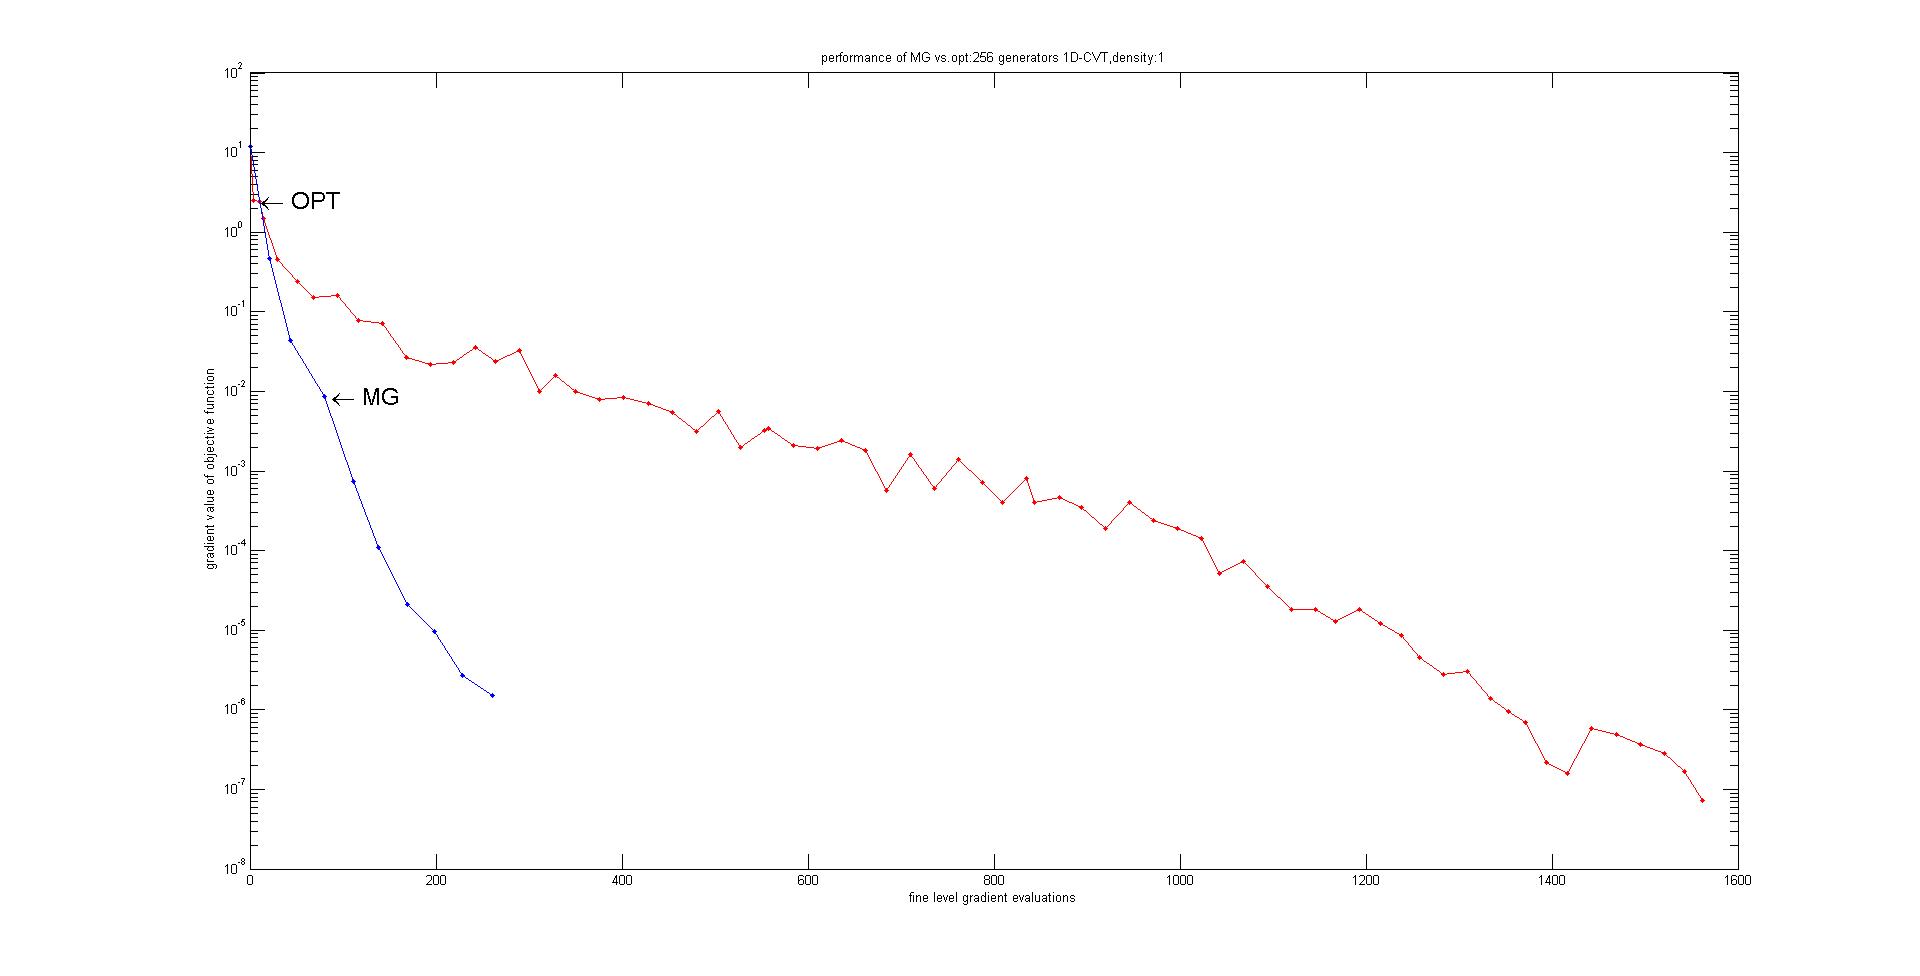 performance of MG vs.opt:256 generators 1D-CVT,density:1
10^2
10^1
10^0
10^-1
10^-2
10^-3
10^-4
10^-5
10^-6
10^-7
10^-8
gradient value of objective function
← OPT
← MG
0 200 400 600 800 1000 1200 1400 1600
fine level gradient evaluations